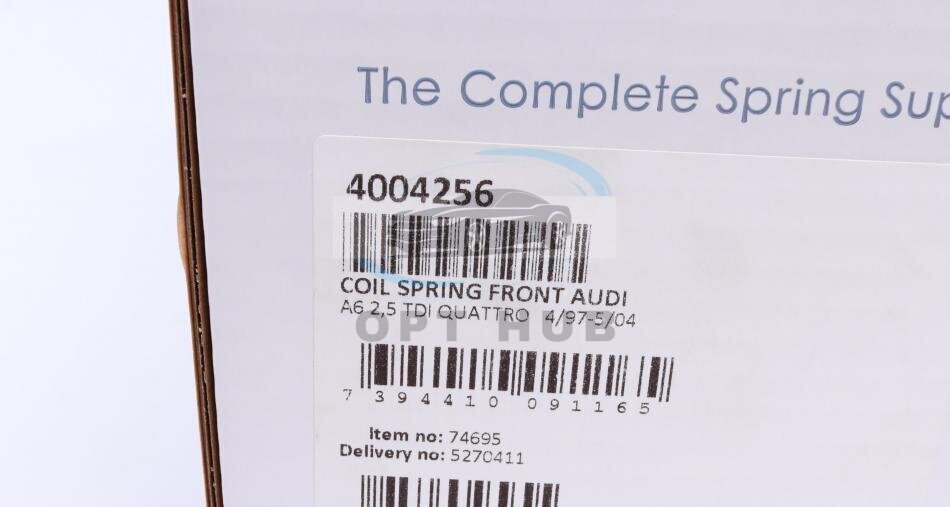 The Complete Spring Sup
4004256
COIL SPRING FRONT AUDI
A6 2,5 TDI QUATTRO 4/97-5/04
OPT HUB
7 394410 091165
Item no: 74695
Delivery no: 5270411